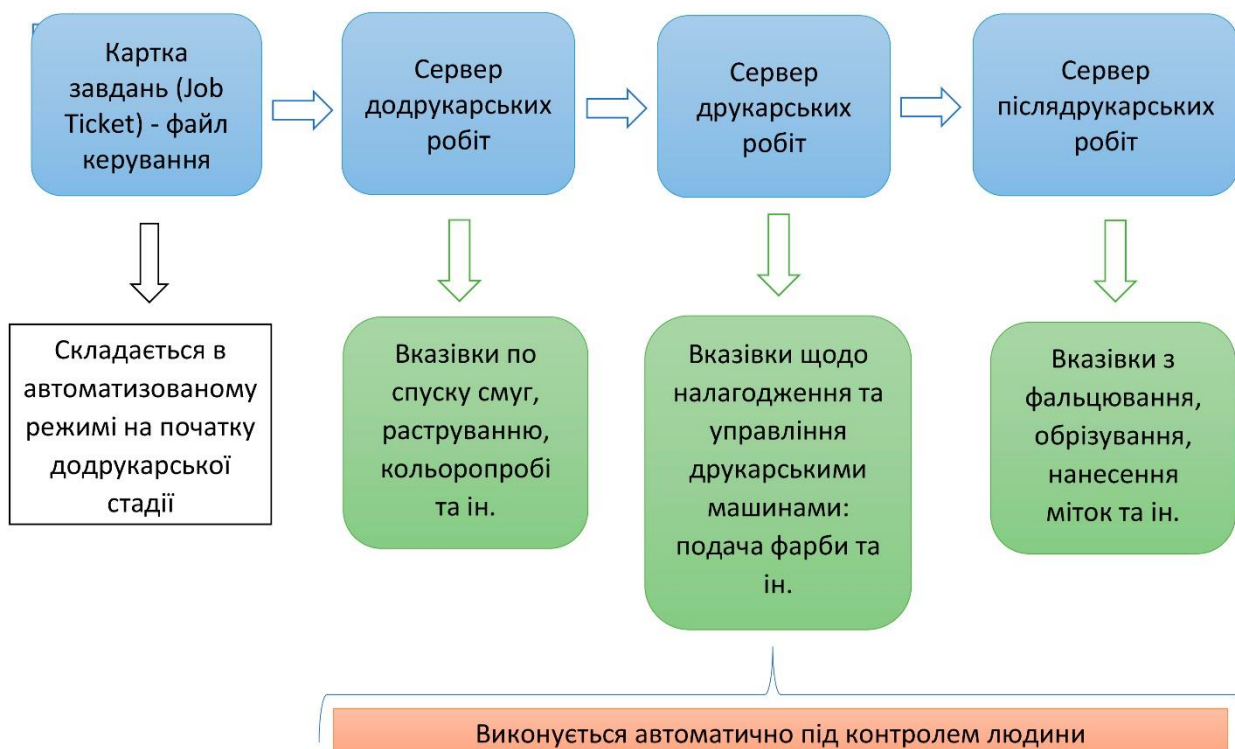 Картка
завдань (Job
Ticket) - файл
керування
Сервер
додрукарських
робіт
Сервер
друкарських
робіт
Сервер
післядрукарських
робіт
Складається в
автоматизованому
режимі на початку
додрукарської
стадії
Вказівки по
спуску смуг,
раструванню,
кольоропробі
та ін.
Вказівки щодо
налагодження та
управління
друкарськими
машинами:
подача фарби та
ін.
Вказівки з
фальцювання,
обрізування,
нанесення
міток та ін.
Виконується автоматично під контролем людини